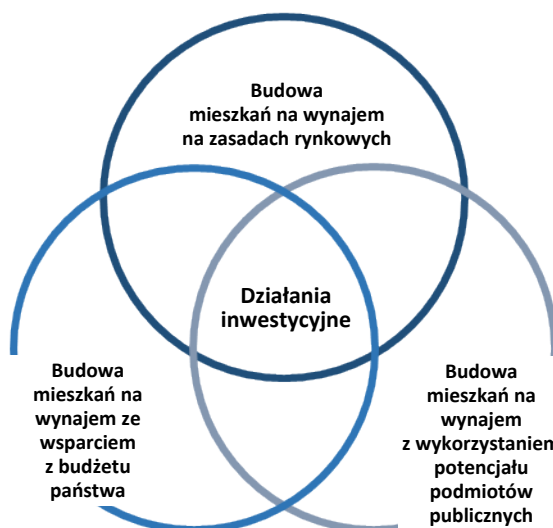 Budowa
mieszkań na wynajem
na zasadach rynkowych
Działania
inwestycyjne
Budowa
mieszkań na
wynajem ze
wsparciem
z budżetu
państwa
Budowa
mieszkań na
wynajem
z wykorzystaniem
potencjału
podmiotów
publicznych